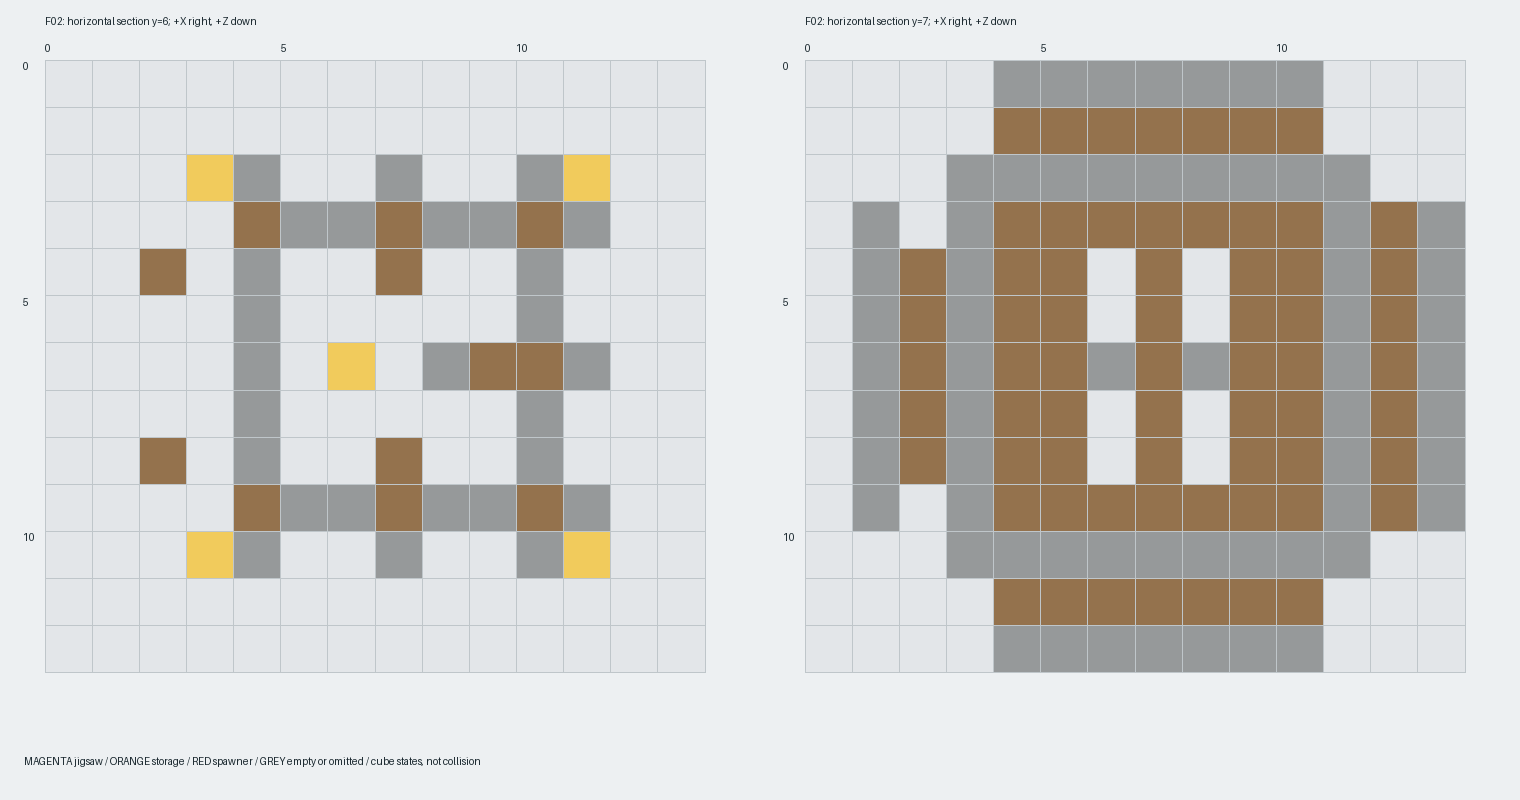 F02: horizontal section y=6; +X right, +Z down
F02: horizontal section y=7; +X right, +Z down
0 5 10
0 5 10
0
0
5
5
10
10
MAGENTA jigsaw / ORANGE storage / RED spawner / GREY empty or omitted / cube states, not collision